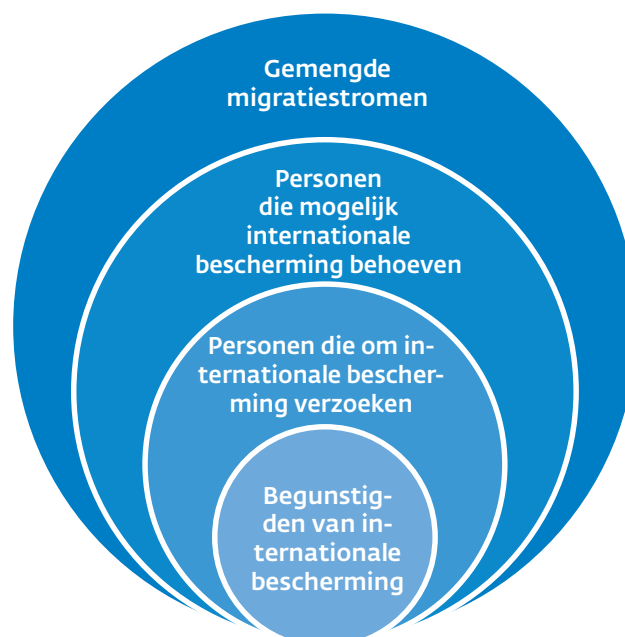 Gemengde
migratiestromen
Personen
die mogelijk
internationale
bescherming behoeven
Personen die om in-
ternationale bescher-
ming verzoeken
Begunstig-
den van in-
ternationale
bescherming